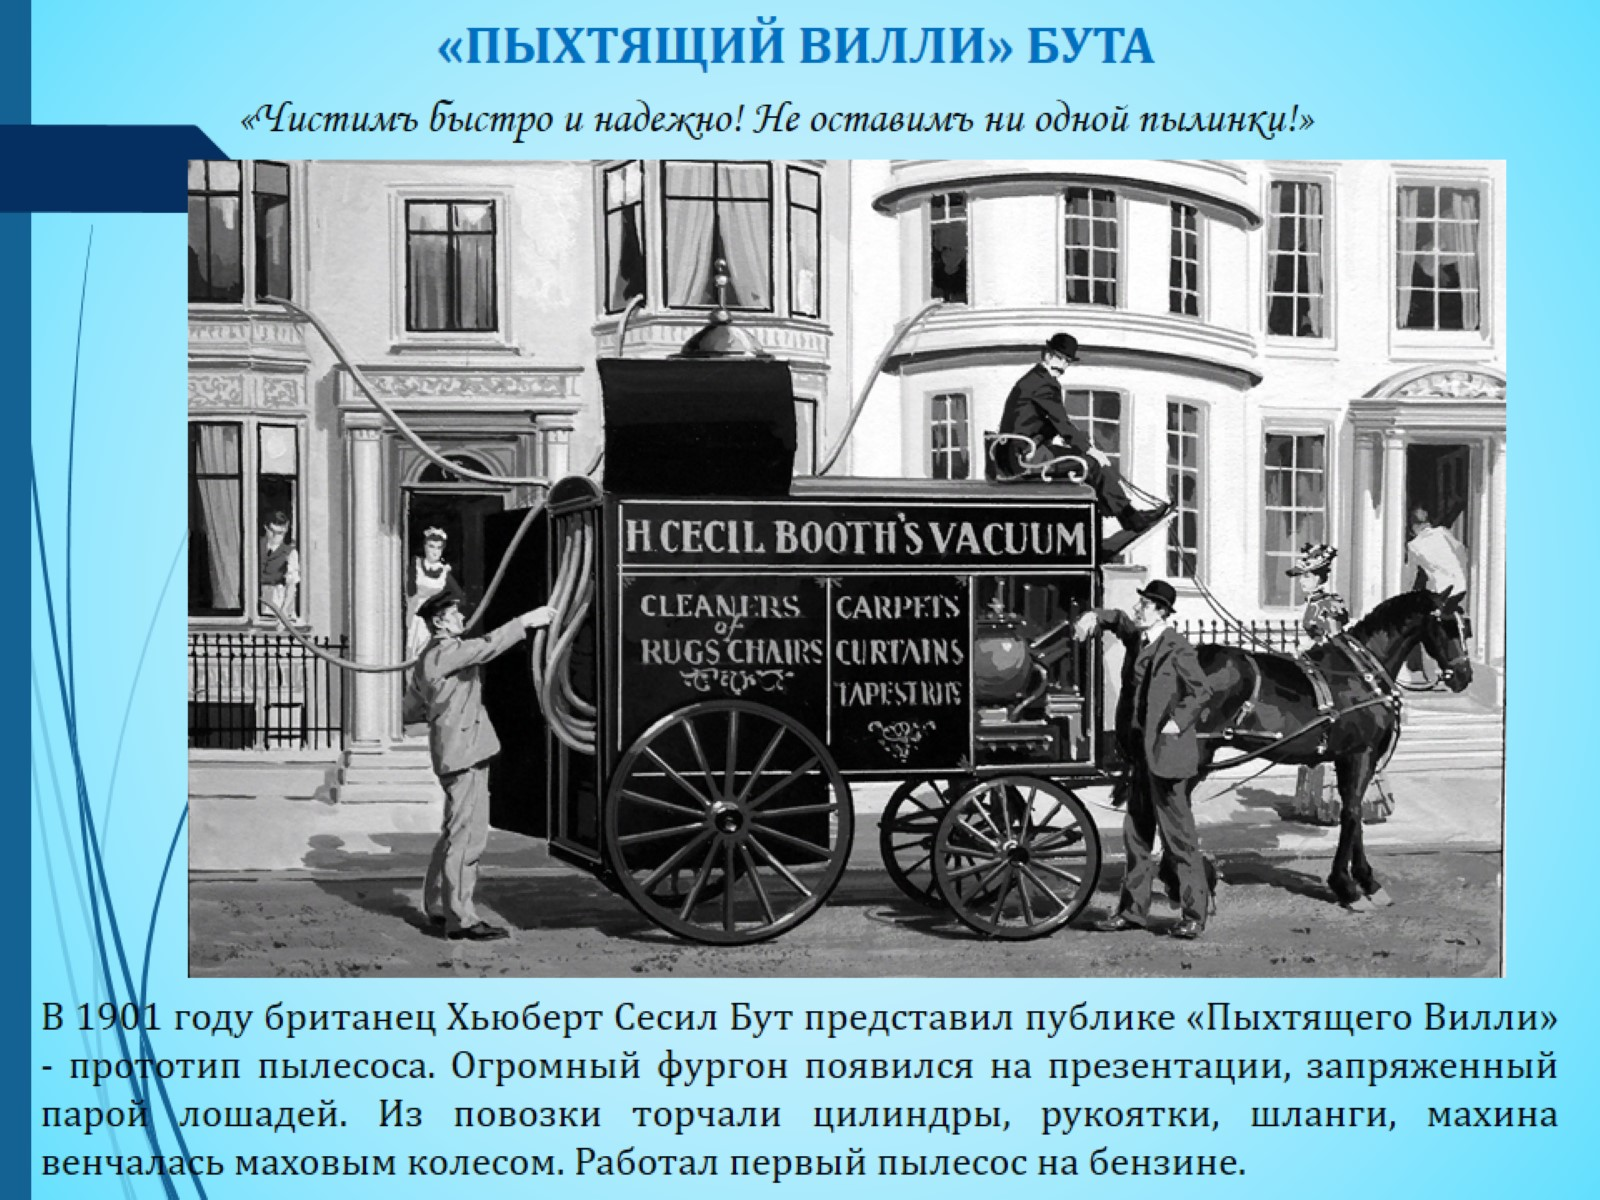 «ПЫХТЯЩИЙ ВИЛЛИ» БУТА
«Чистимъ быстро и надежно! Не оставимъ ни одной пылинки!»
H. CECIL BOOTH'S VACUUM
CLEANERS
of
RUGS CHAIRS
CARPETS
CURTAINS
TAPESTRIES
В 1901 году британец Хьюберт Сесил Бут представил публике «Пыхтящего Вилли»
- прототип пылесоса. Огромный фургон появился на презентации, запряженный
парой лошадей. Из повозки торчали цилиндры, рукоятки, шланги, махина
венчалась маховым колесом. Работал первый пылесос на бензине.